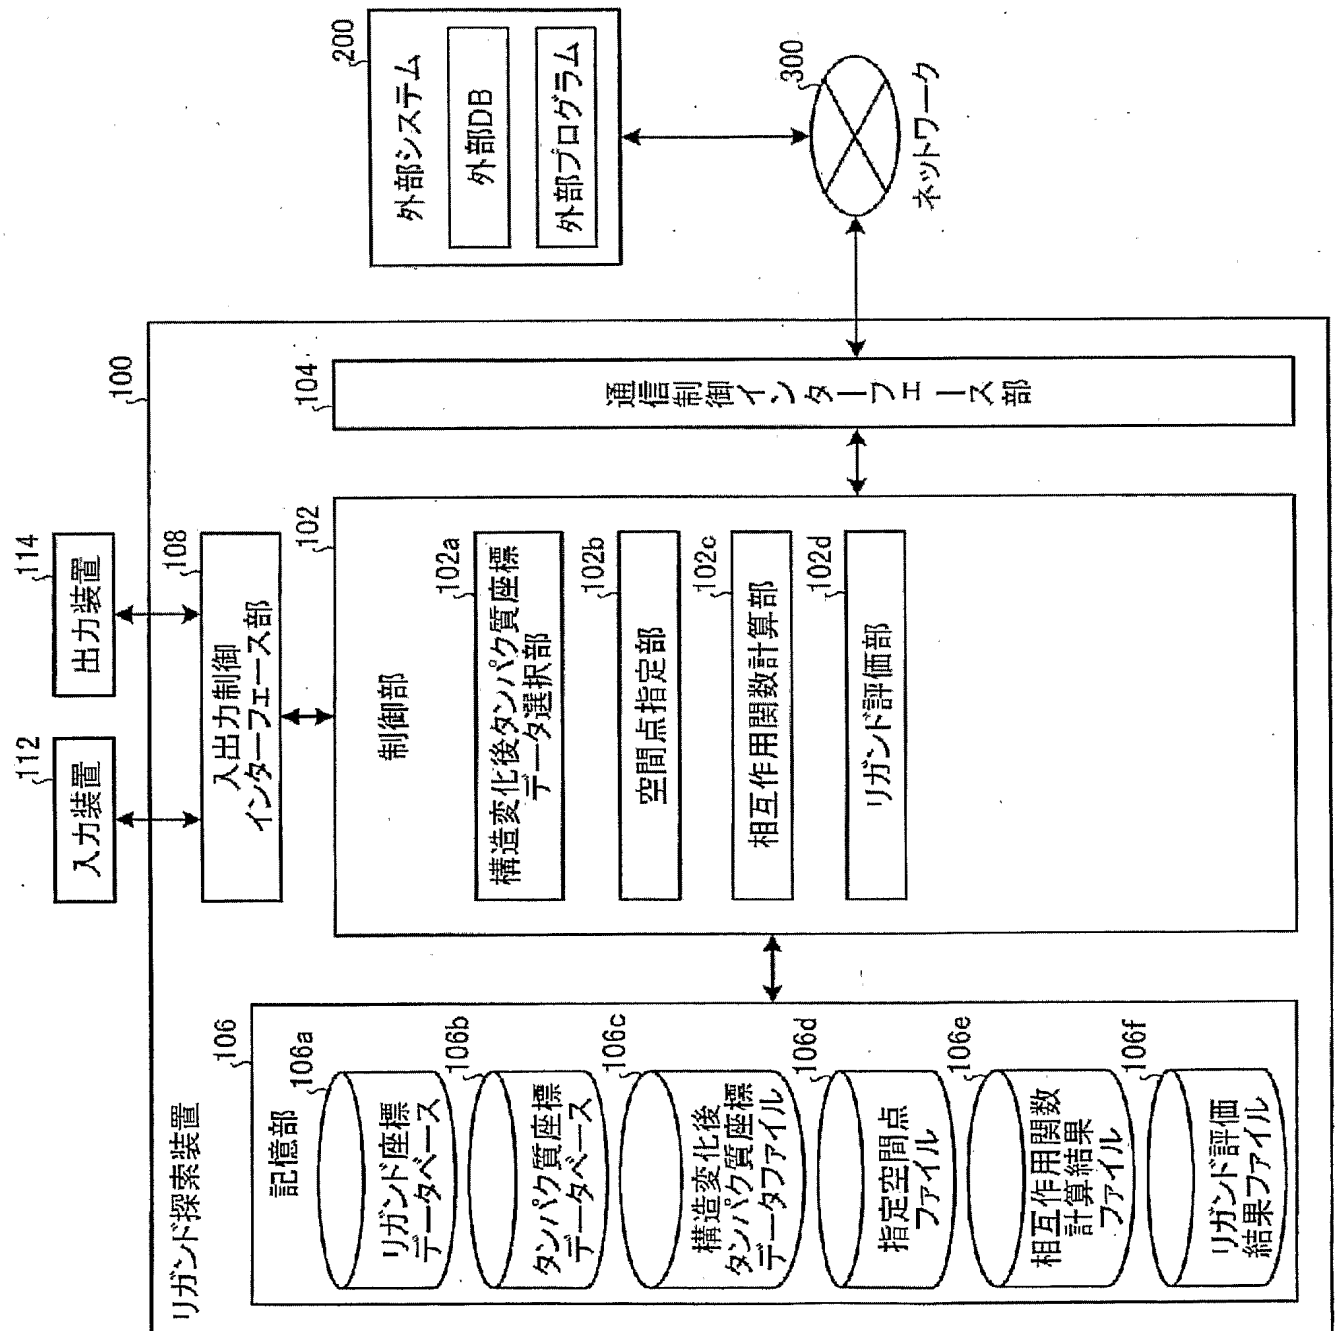 リガンド探索装置
100
入力装置
112
出力装置
114
入出力制御
インターフェース部
108
記憶部
106
リガンド座標
データベース
106a
タンパク質座標
データベース
106b
構造変化後
タンパク質座標
データファイル
106c
指定空間点
ファイル
106d
相互作用関数
計算結果
ファイル
106e
リガンド評価
結果ファイル
106f
制御部
102
構造変化後タンパク質座標
データ選択部
102a
空間点指定部
102b
相互作用関数計算部
102c
リガンド評価部
102d
通信制御インターフェース部
104
外部システム
200
外部DB
外部プログラム
300
ネットワーク